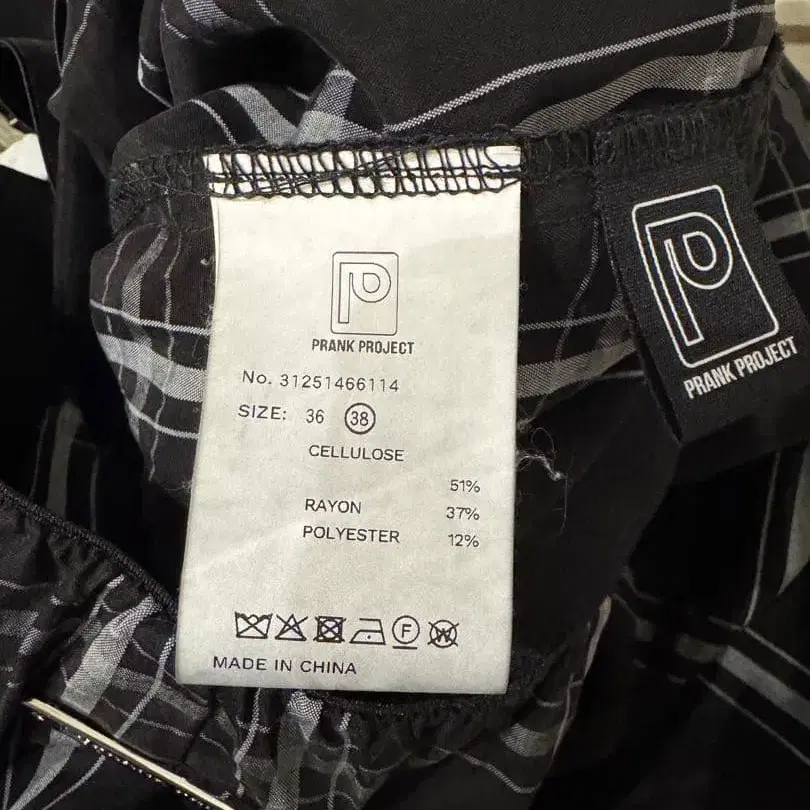 PRANK PROJECT
No. 31251466114
SIZE: 36 38
CELLULOSE
51%
RAYON 37%
POLYESTER 12%
F W
MADE IN CHINA
PRANK PROJECT